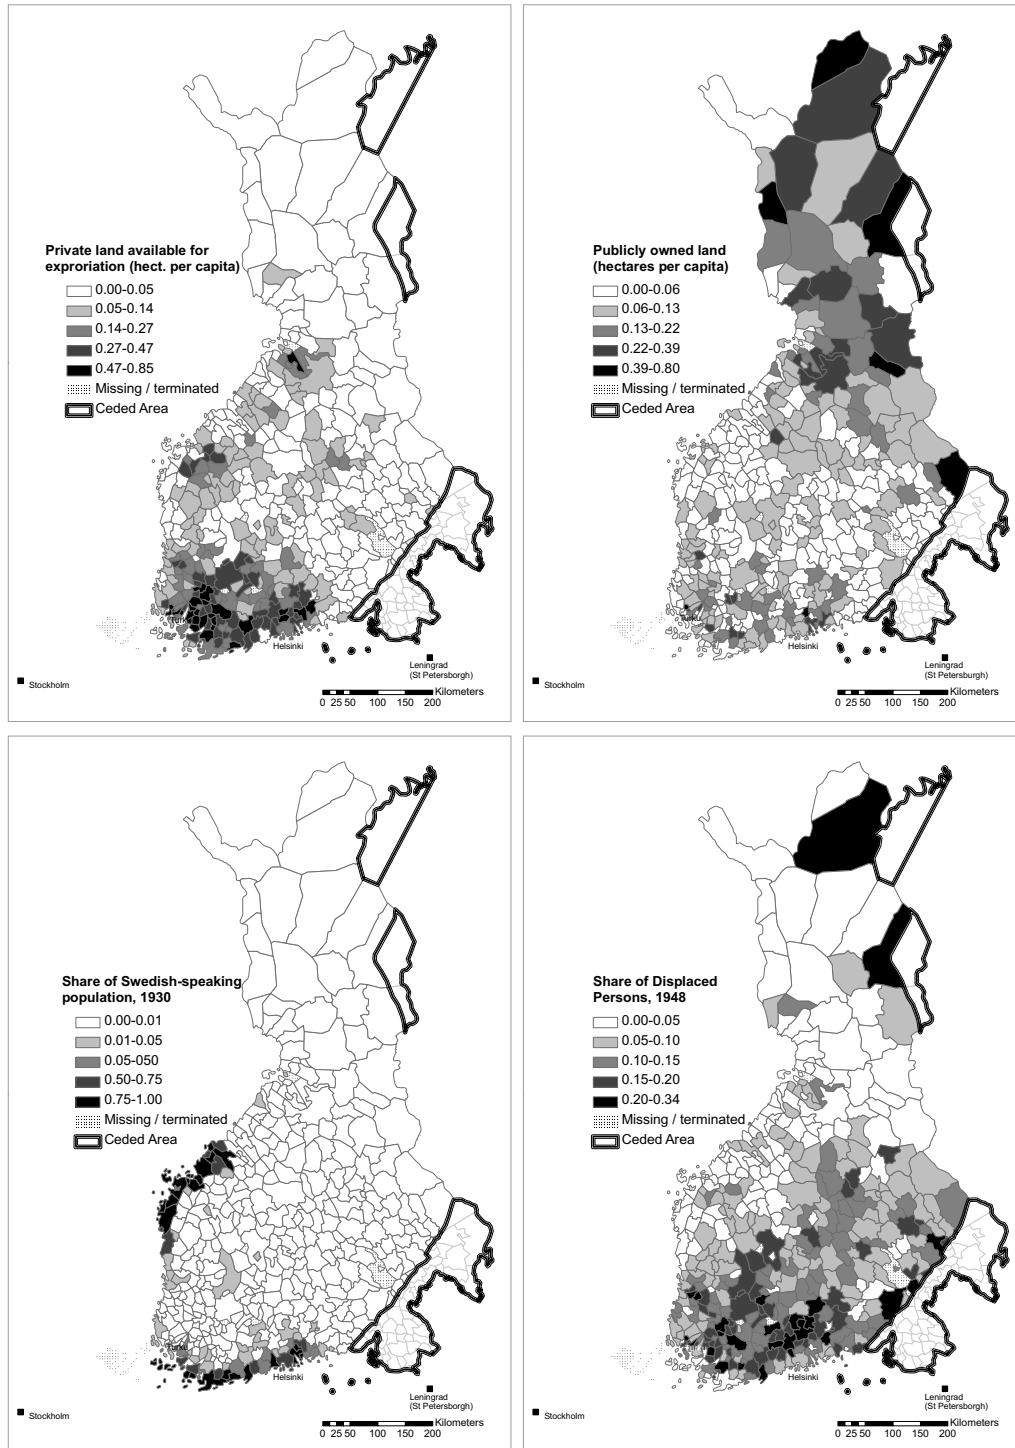 Private land available for
exproriation (hect. per capita)
0.00-0.05
0.05-0.14
0.14-0.27
0.27-0.47
0.47-0.85
Missing / terminated
Ceded Area
Turku
Helsinki
Leningrad
(St Petersborgh)
Stockholm
Kilometers
0 25 50 100 150 200
Publicly owned land
(hectares per capita)
0.00-0.06
0.06-0.13
0.13-0.22
0.22-0.39
0.39-0.80
Missing / terminated
Ceded Area
Turku
Helsinki
Leningrad
(St Petersborgh)
Stockholm
Kilometers
0 25 50 100 150 200
Share of Swedish-speaking
population, 1930
0.00-0.01
0.01-0.05
0.05-050
0.50-0.75
0.75-1.00
Missing / terminated
Ceded Area
Turku
Helsinki
Leningrad
(St Petersborgh)
Stockholm
Kilometers
0 25 50 100 150 200
Share of Displaced
Persons, 1948
0.00-0.05
0.05-0.10
0.10-0.15
0.15-0.20
0.20-0.34
Missing / terminated
Ceded Area
Turku
Helsinki
Leningrad
(St Petersborgh)
Stockholm
Kilometers
0 25 50 100 150 200